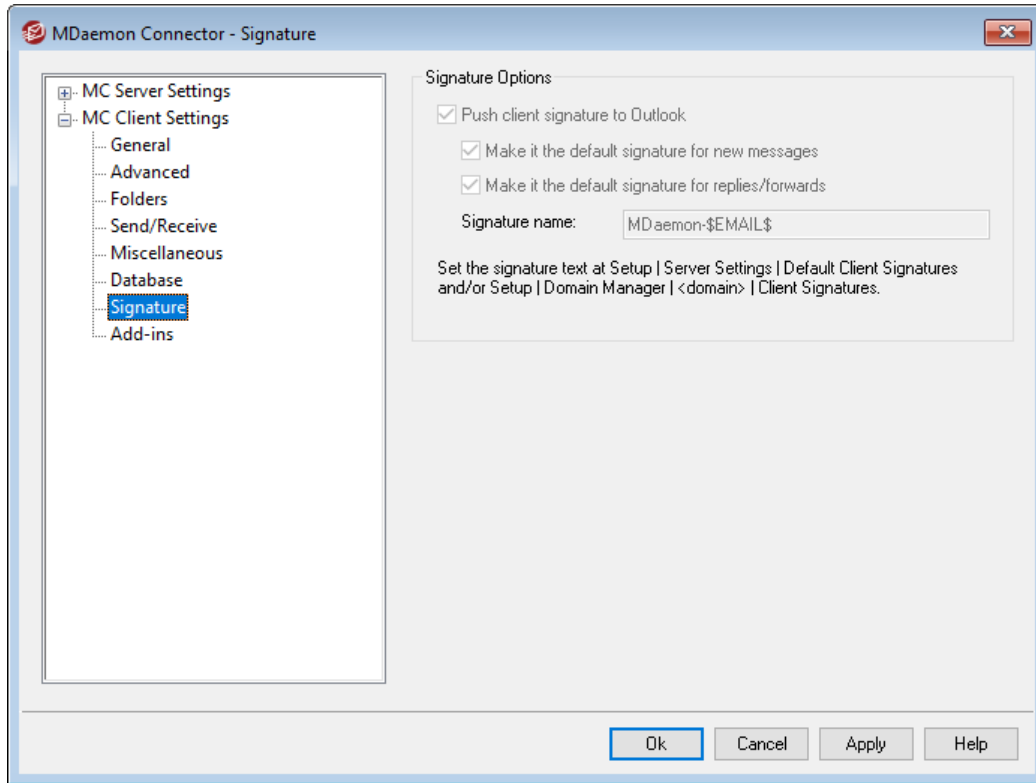 MDaemon Connector - Signature
MC Server Settings
MC Client Settings
General
Advanced
Folders
Send/Receive
Miscellaneous
Database
Signature
Add-ins
Signature Options
Push client signature to Outlook
Make it the default signature for new messages
Make it the default signature for replies/forwards
Signature name:
MDaemon-$EMAIL$
Set the signature text at Setup | Server Settings | Default Client Signatures
and/or Setup | Domain Manager | <domain> | Client Signatures.
Ok
Cancel
Apply
Help